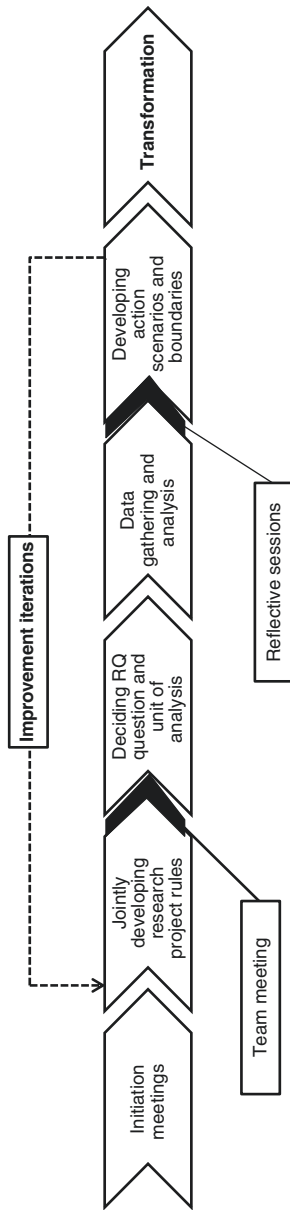 Improvement iterations
Initiation
meetings
Jointly
developing
research
project rules
Deciding RQ
question and
unit of
analysis
Data
gathering and
analysis
Developing
action
scenarios and
boundaries
Transformation
Team meeting
Reflective sessions